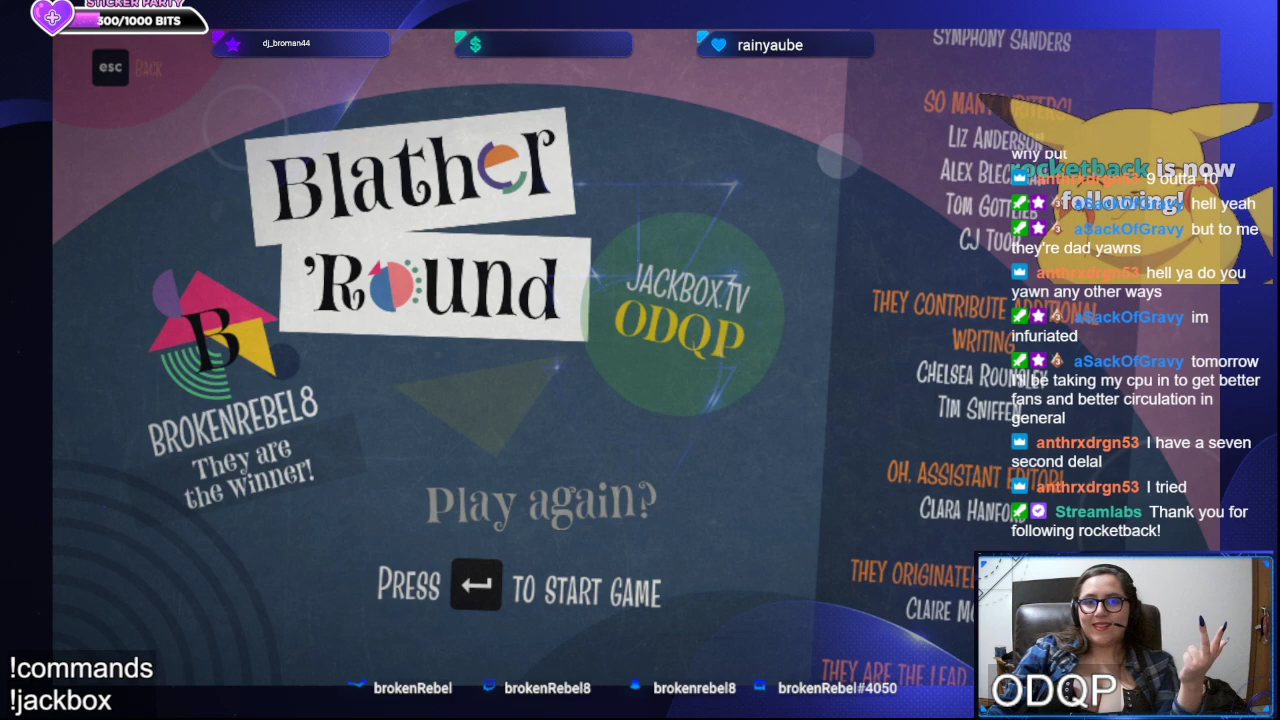 STICKER PARTY
300/1000 BITS
dj_broman44
$
rainyaube
esc
BACK
Blather
'Round
JACKBOX.TV
ODQP
B
BROKENREBEL8
They are
the Winner!
Play again?
PRESS
TO START GAME
SYMPHONY SANDERS
SO MANY WRITERS!
LIZ ANDERSON
ALEX
TOM GOTTLIEB
CJ
THEY CONTRIBUTE ADDITIONAL
WRITING
CHELSEA
TIM SNIFFEN
OH, ASSISTANT EDITOR!
CLARA HANFORD
THEY ORIGINATE
CLAIRE
THEY ARE THE LEAD
rocketback is now
following!
why but
anthrxdrgn53 9 outta 10
aSackOfGravy hell yeah
aSackOfGravy but to me
they're dad yawns
anthrxdrgn53 hell ya do you
yawn any other ways
aSackOfGravy im
infuriated
aSackOfGravy tomorrow
I'll be taking my cpu in to get better
fans and better circulation in
general
anthrxdrgn53 I have a seven
second delal
anthrxdrgn53 I tried
Streamlabs Thank you for
following rocketback!
!commands
!jackbox
brokenRebel
brokenRebel8
brokenrebel8
brokenRebel#4050
ODQP